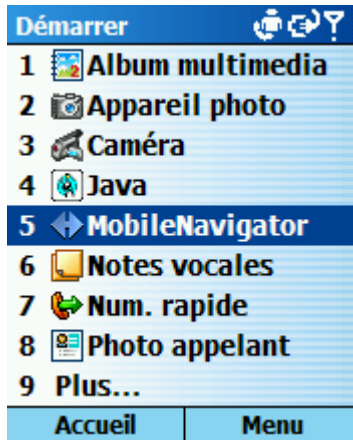 Démarrer
1 Album multimedia
2 Appareil photo
3 Caméra
4 Java
5 MobileNavigator
6 Notes vocales
7 Num. rapide
8 Photo appelant
9 Plus...
Accueil Menu